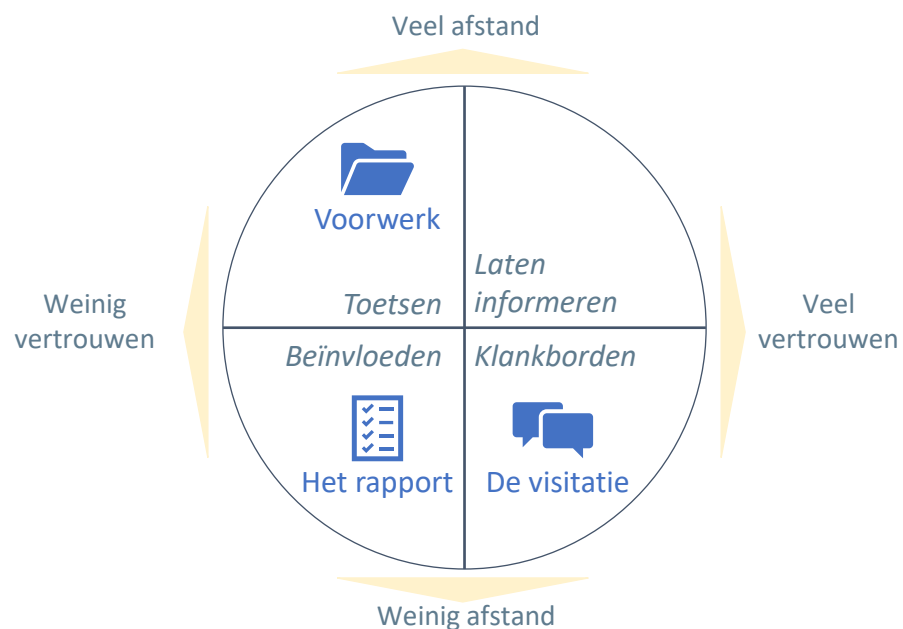 Veel afstand
Voorwerk
Laten
informeren
Toetsen
Weinig
vertrouwen
Veel
vertrouwen
Beïnvloeden
Klankborden
Het rapport
De visitatie
Weinig afstand